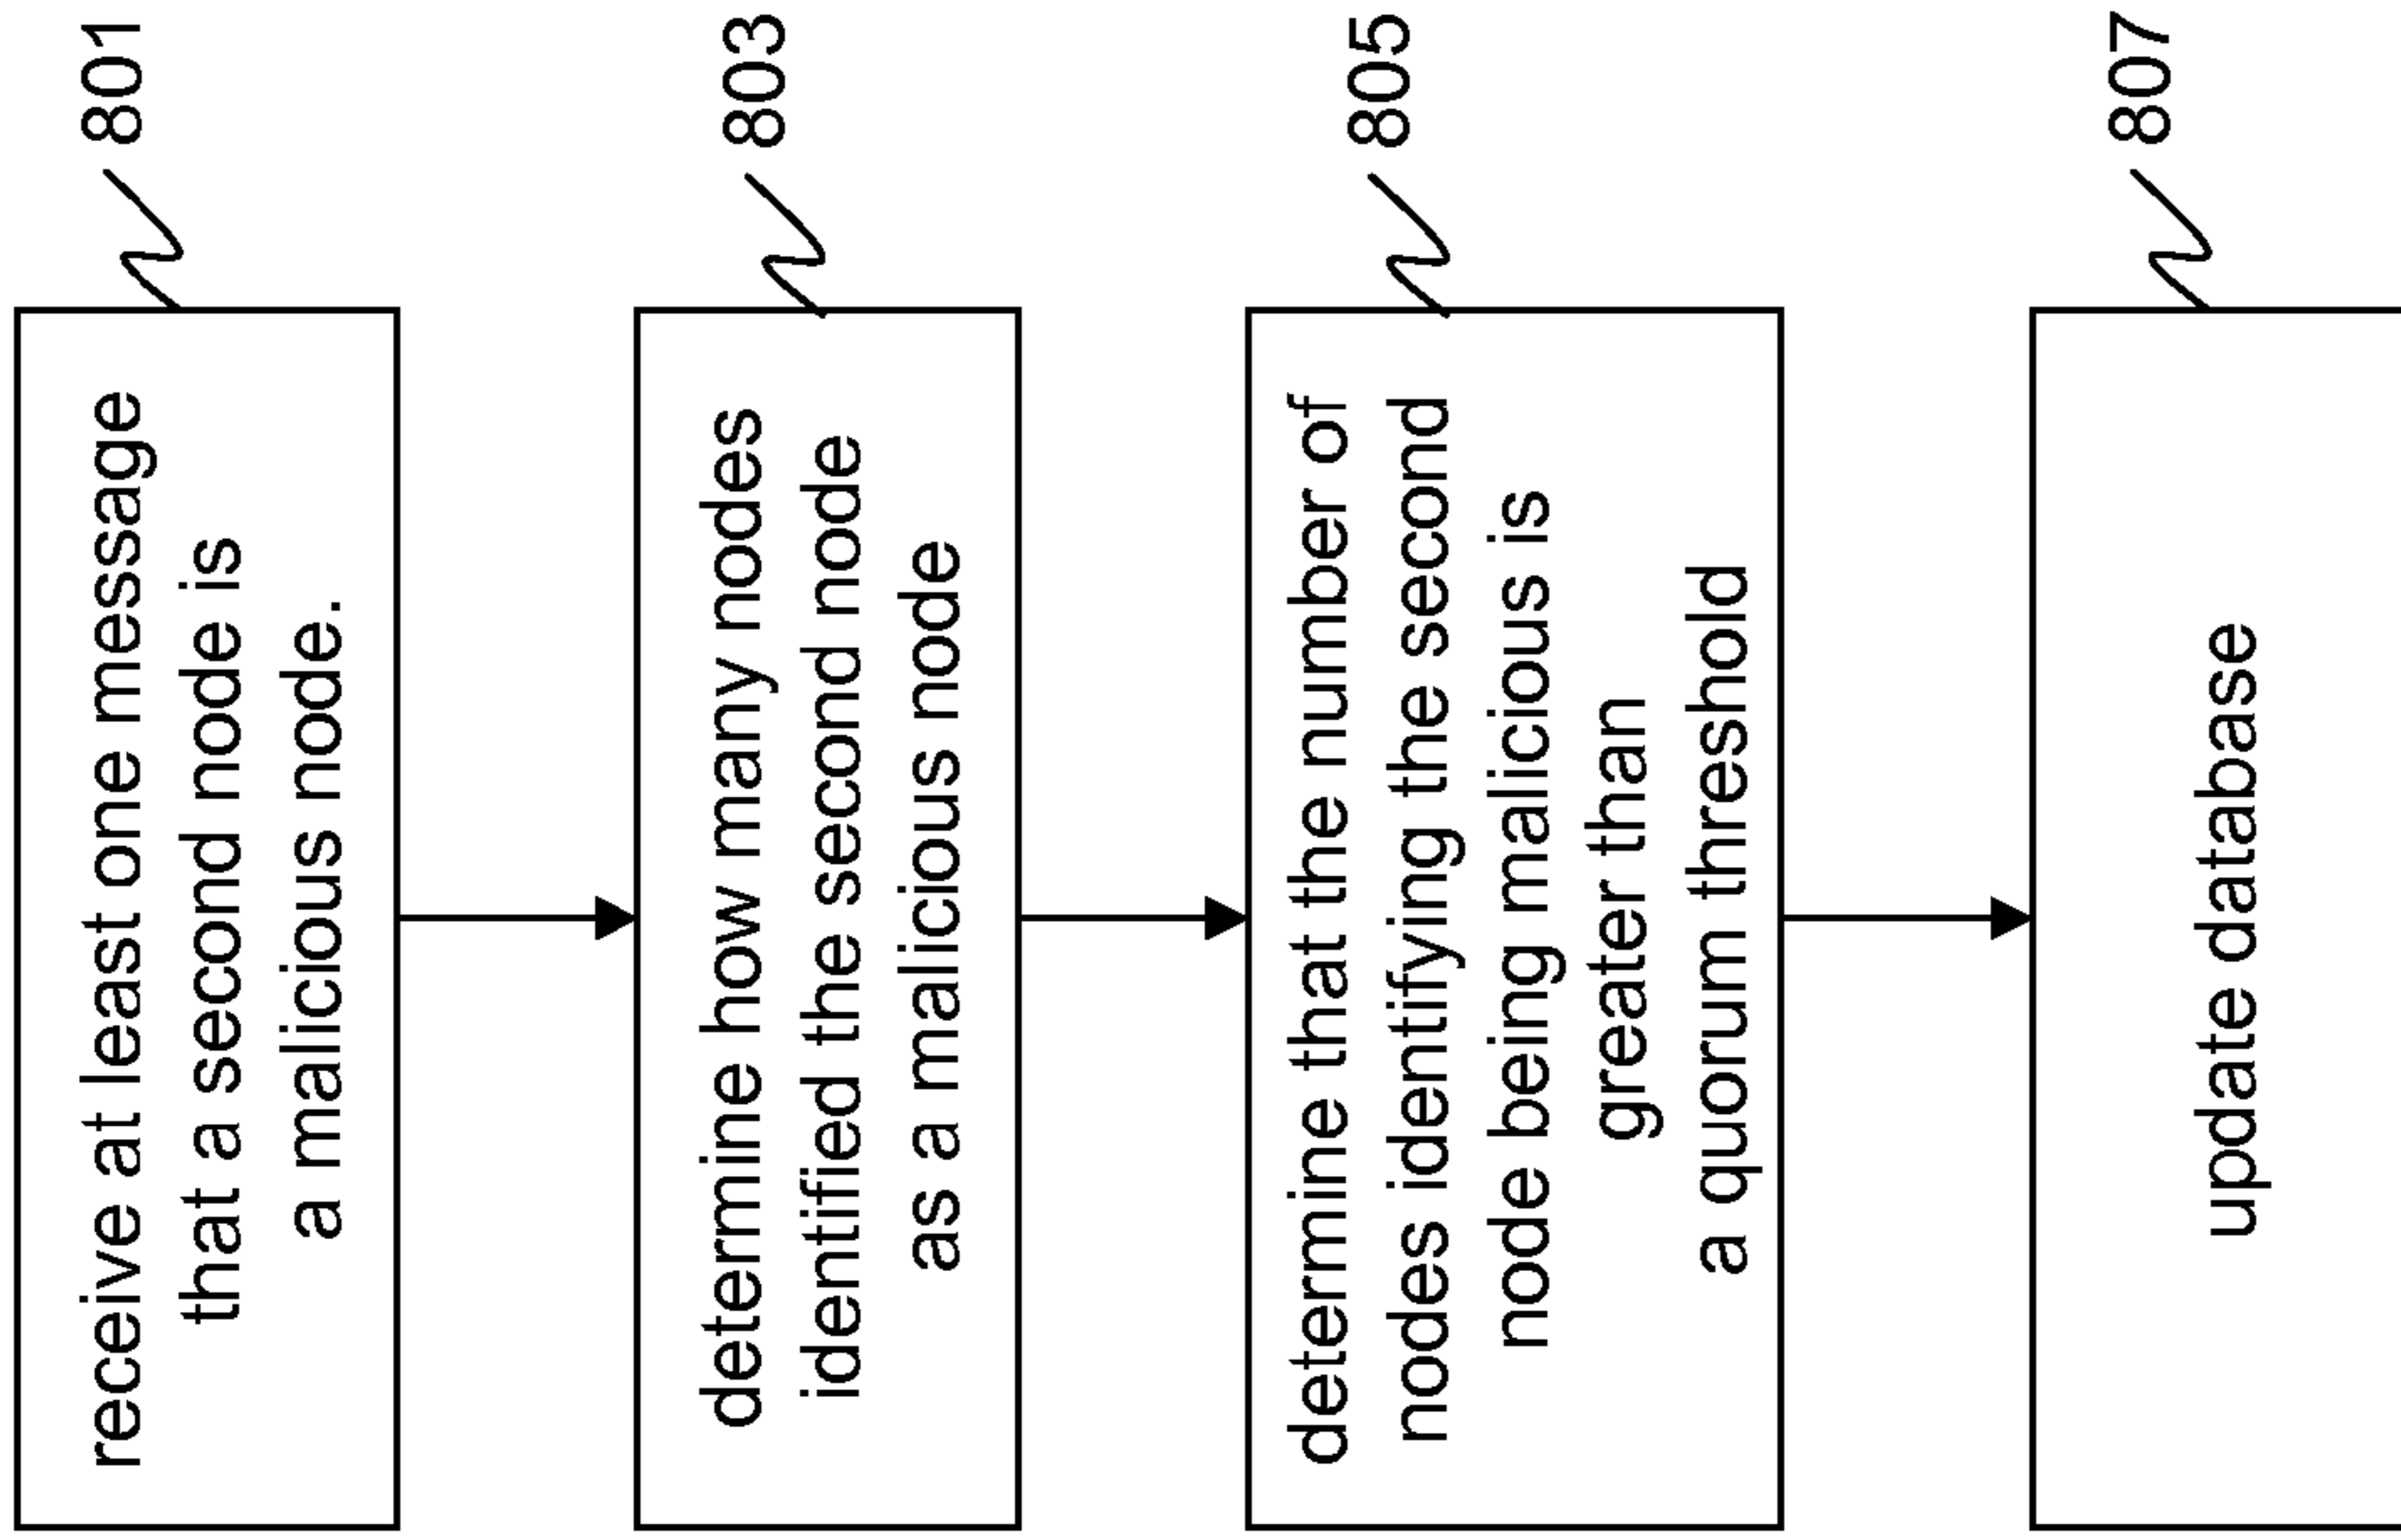 receive at least one message
that a second node is
a malicious node.
801
determine how many nodes
identified the second node
as a malicious node
803
determine that the number of
nodes identifying the second
node being malicious is
greater than
a quorum threshold
805
update database
807